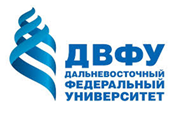 ДВФУ
ДАЛЬНЕВОСТОЧНЫЙ
ФЕДЕРАЛЬНЫЙ
УНИВЕРСИТЕТ